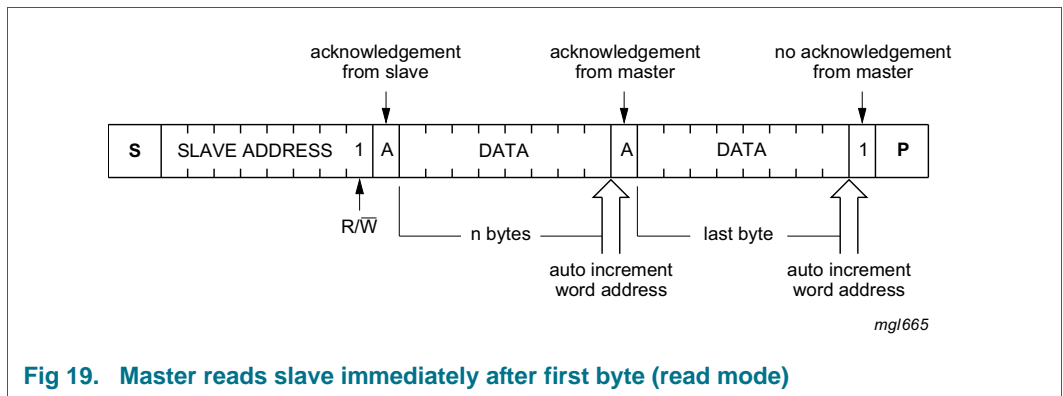 acknowledgement
from slave
acknowledgement
from master
no acknowledgement
from master
S SLAVE ADDRESS 1 A DATA A DATA 1 P
R/W̅
n bytes
last byte
auto increment
word address
auto increment
word address
mgl665
Fig 19. Master reads slave immediately after first byte (read mode)